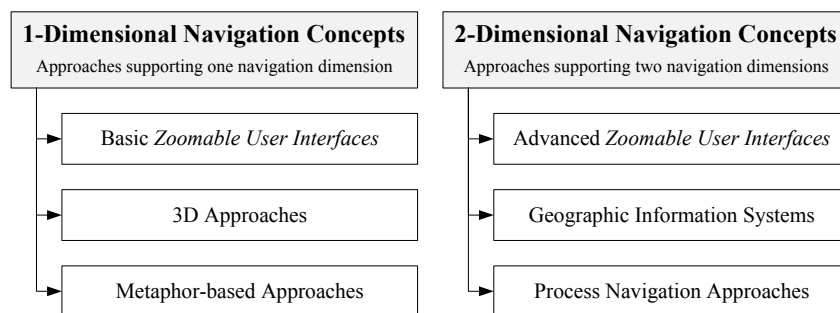 1-Dimensional Navigation Concepts
Approaches supporting one navigation dimension
Basic Zoomable User Interfaces
3D Approaches
Metaphor-based Approaches
2-Dimensional Navigation Concepts
Approaches supporting two navigation dimensions
Advanced Zoomable User Interfaces
Geographic Information Systems
Process Navigation Approaches